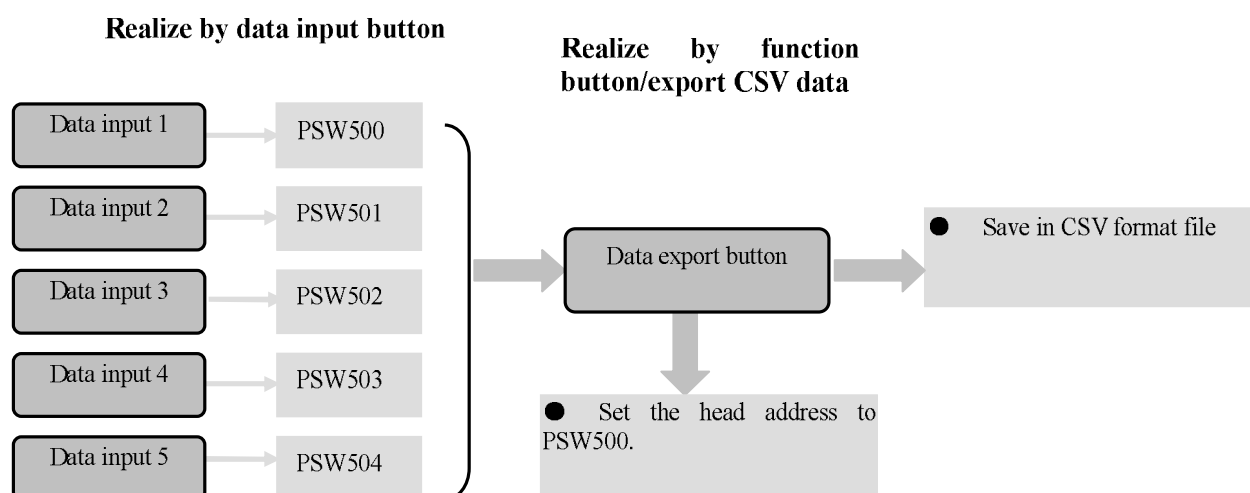 Realize by data input button
Realize by function
button/export CSV data
Data input 1
PSW500
Data input 2
PSW501
Data input 3
PSW502
Data input 4
PSW503
Data input 5
PSW504
Data export button
● Save in CSV format file
● Set the head address to
PSW500.